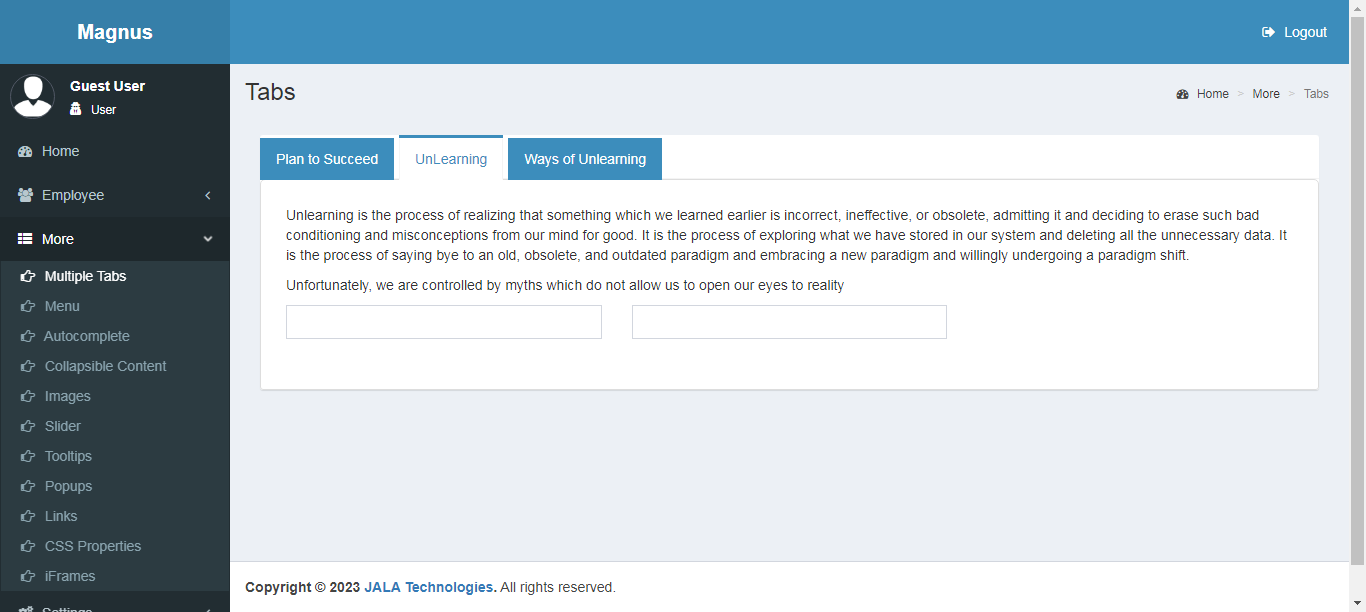 Magnus
Logout
Guest User
User
Home
Employee
More
Multiple Tabs
Menu
Autocomplete
Collapsible Content
Images
Slider
Tooltips
Popups
Links
CSS Properties
iFrames
Settings
Tabs
Home > More > Tabs
Plan to Succeed UnLearning Ways of Unlearning
Unlearning is the process of realizing that something which we learned earlier is incorrect, ineffective, or obsolete, admitting it and deciding to erase such bad
conditioning and misconceptions from our mind for good. It is the process of exploring what we have stored in our system and deleting all the unnecessary data. It
is the process of saying bye to an old, obsolete, and outdated paradigm and embracing a new paradigm and willingly undergoing a paradigm shift.
Unfortunately, we are controlled by myths which do not allow us to open our eyes to reality
Copyright © 2023 JALA Technologies. All rights reserved.